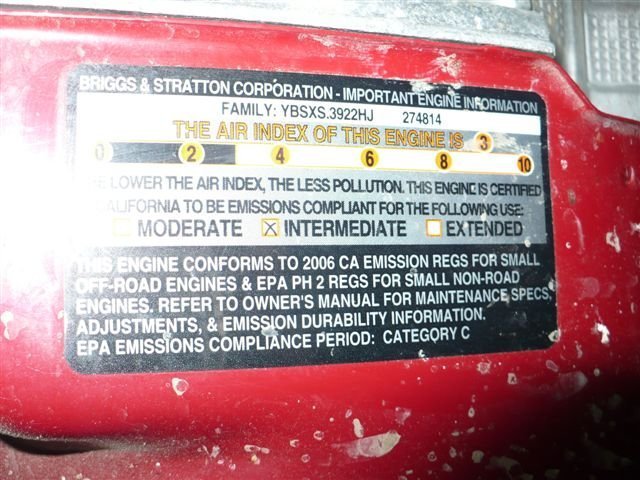 BRIGGS & STRATTON CORPORATION - IMPORTANT ENGINE INFORMATION
FAMILY: YBSXS.3922HJ 274814
THE AIR INDEX OF THIS ENGINE IS 3
0 2 4 6 8 10
LOWER THE AIR INDEX, THE LESS POLLUTION. THIS ENGINE IS CERTIFIED
CALIFORNIA TO BE EMISSIONS COMPLIANT FOR THE FOLLOWING USE:
MODERATE INTERMEDIATE EXTENDED
THIS ENGINE CONFORMS TO 2006 CA EMISSION REGS FOR SMALL
OFF-ROAD ENGINES & EPA PH 2 REGS FOR SMALL NON-ROAD
ENGINES. REFER TO OWNER'S MANUAL FOR MAINTENANCE SPECS,
ADJUSTMENTS, & EMISSION DURABILITY INFORMATION.
EPA EMISSIONS COMPLIANCE PERIOD: CATEGORY C